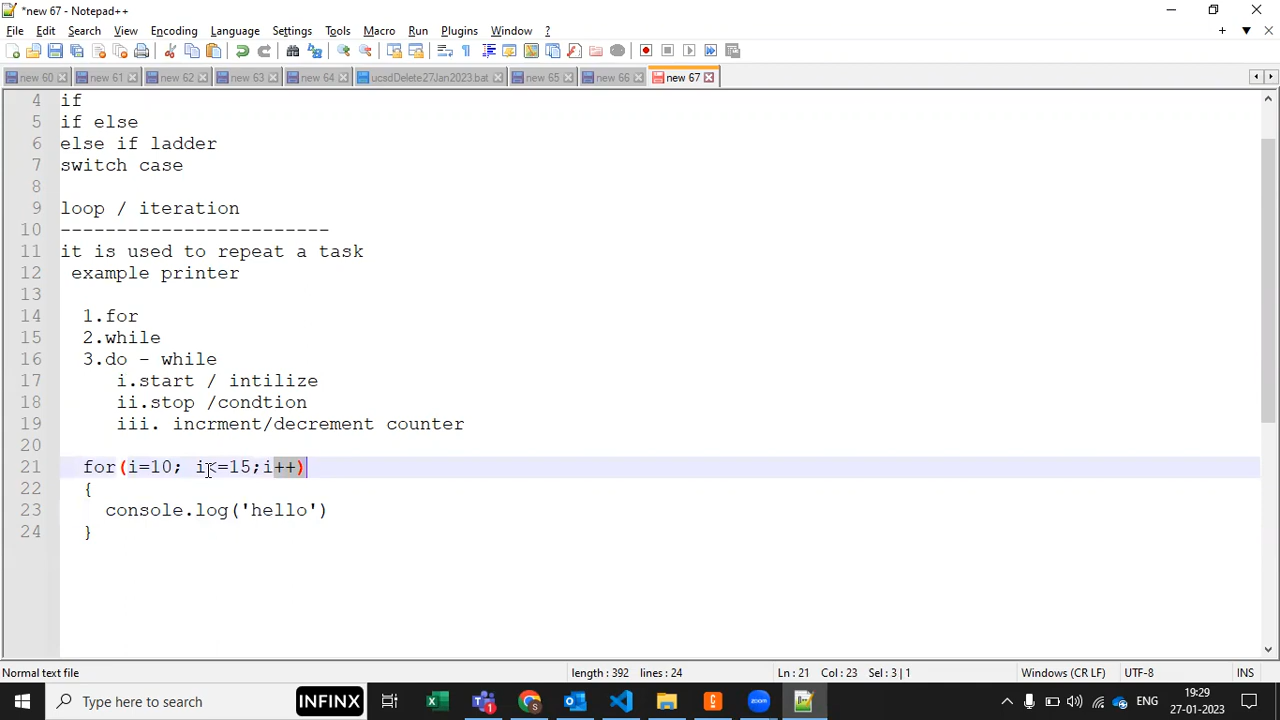 *new 67 - Notepad++
File Edit Search View Encoding Language Settings Tools Macro Run Plugins Window ?
new 60 new 61 new 62 new 63 new 64 ucsdDelete27Jan2023.bat new 65 new 66 new 67
4 if
5 if else
6 else if ladder
7 switch case
8
9 loop / iteration
10 ------------------------
11 it is used to repeat a task
12 example printer
13
14 1.for
15 2.while
16 3.do - while
17 i.start / intilize
18 ii.stop /condtion
19 iii. incrment/decrement counter
20
21 for(i=10; i<=15;i++)
22 {
23 console.log('hello')
24 }
Normal text file length : 392 lines : 24 Ln : 21 Col : 23 Sel : 3 | 1 Windows (CR LF) UTF-8 INS
Type here to search INFINX zoom ENG 19:29
27-01-2023